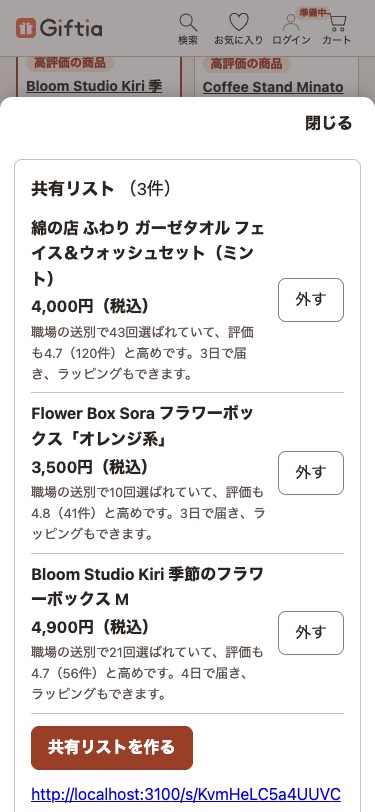 Giftia
検索
お気に入り
準備中
ログイン
カート
高評価の商品
Bloom Studio Kiri 季
高評価の商品
Coffee Stand Minato
閉じる
共有リスト（3件）
綿の店 ふわり ガーゼタオル フェ
イス＆ウォッシュセット（ミン
ト）
4,000円（税込）
職場の送別で43回選ばれていて、評価
も4.7（120件）と高めです。3日で届
き、ラッピングもできます。
外す
Flower Box Sora フラワーボッ
クス「オレンジ系」
3,500円（税込）
職場の送別で10回選ばれていて、評価も
4.8（41件）と高めです。3日で届き、ラ
ッピングもできます。
外す
Bloom Studio Kiri 季節のフラワ
ーボックス M
4,900円（税込）
職場の送別で21回選ばれていて、評価も
4.7（56件）と高めです。4日で届き、
ラッピングもできます。
外す
共有リストを作る
http://localhost:3100/s/KvmHeLC5a4UUVC